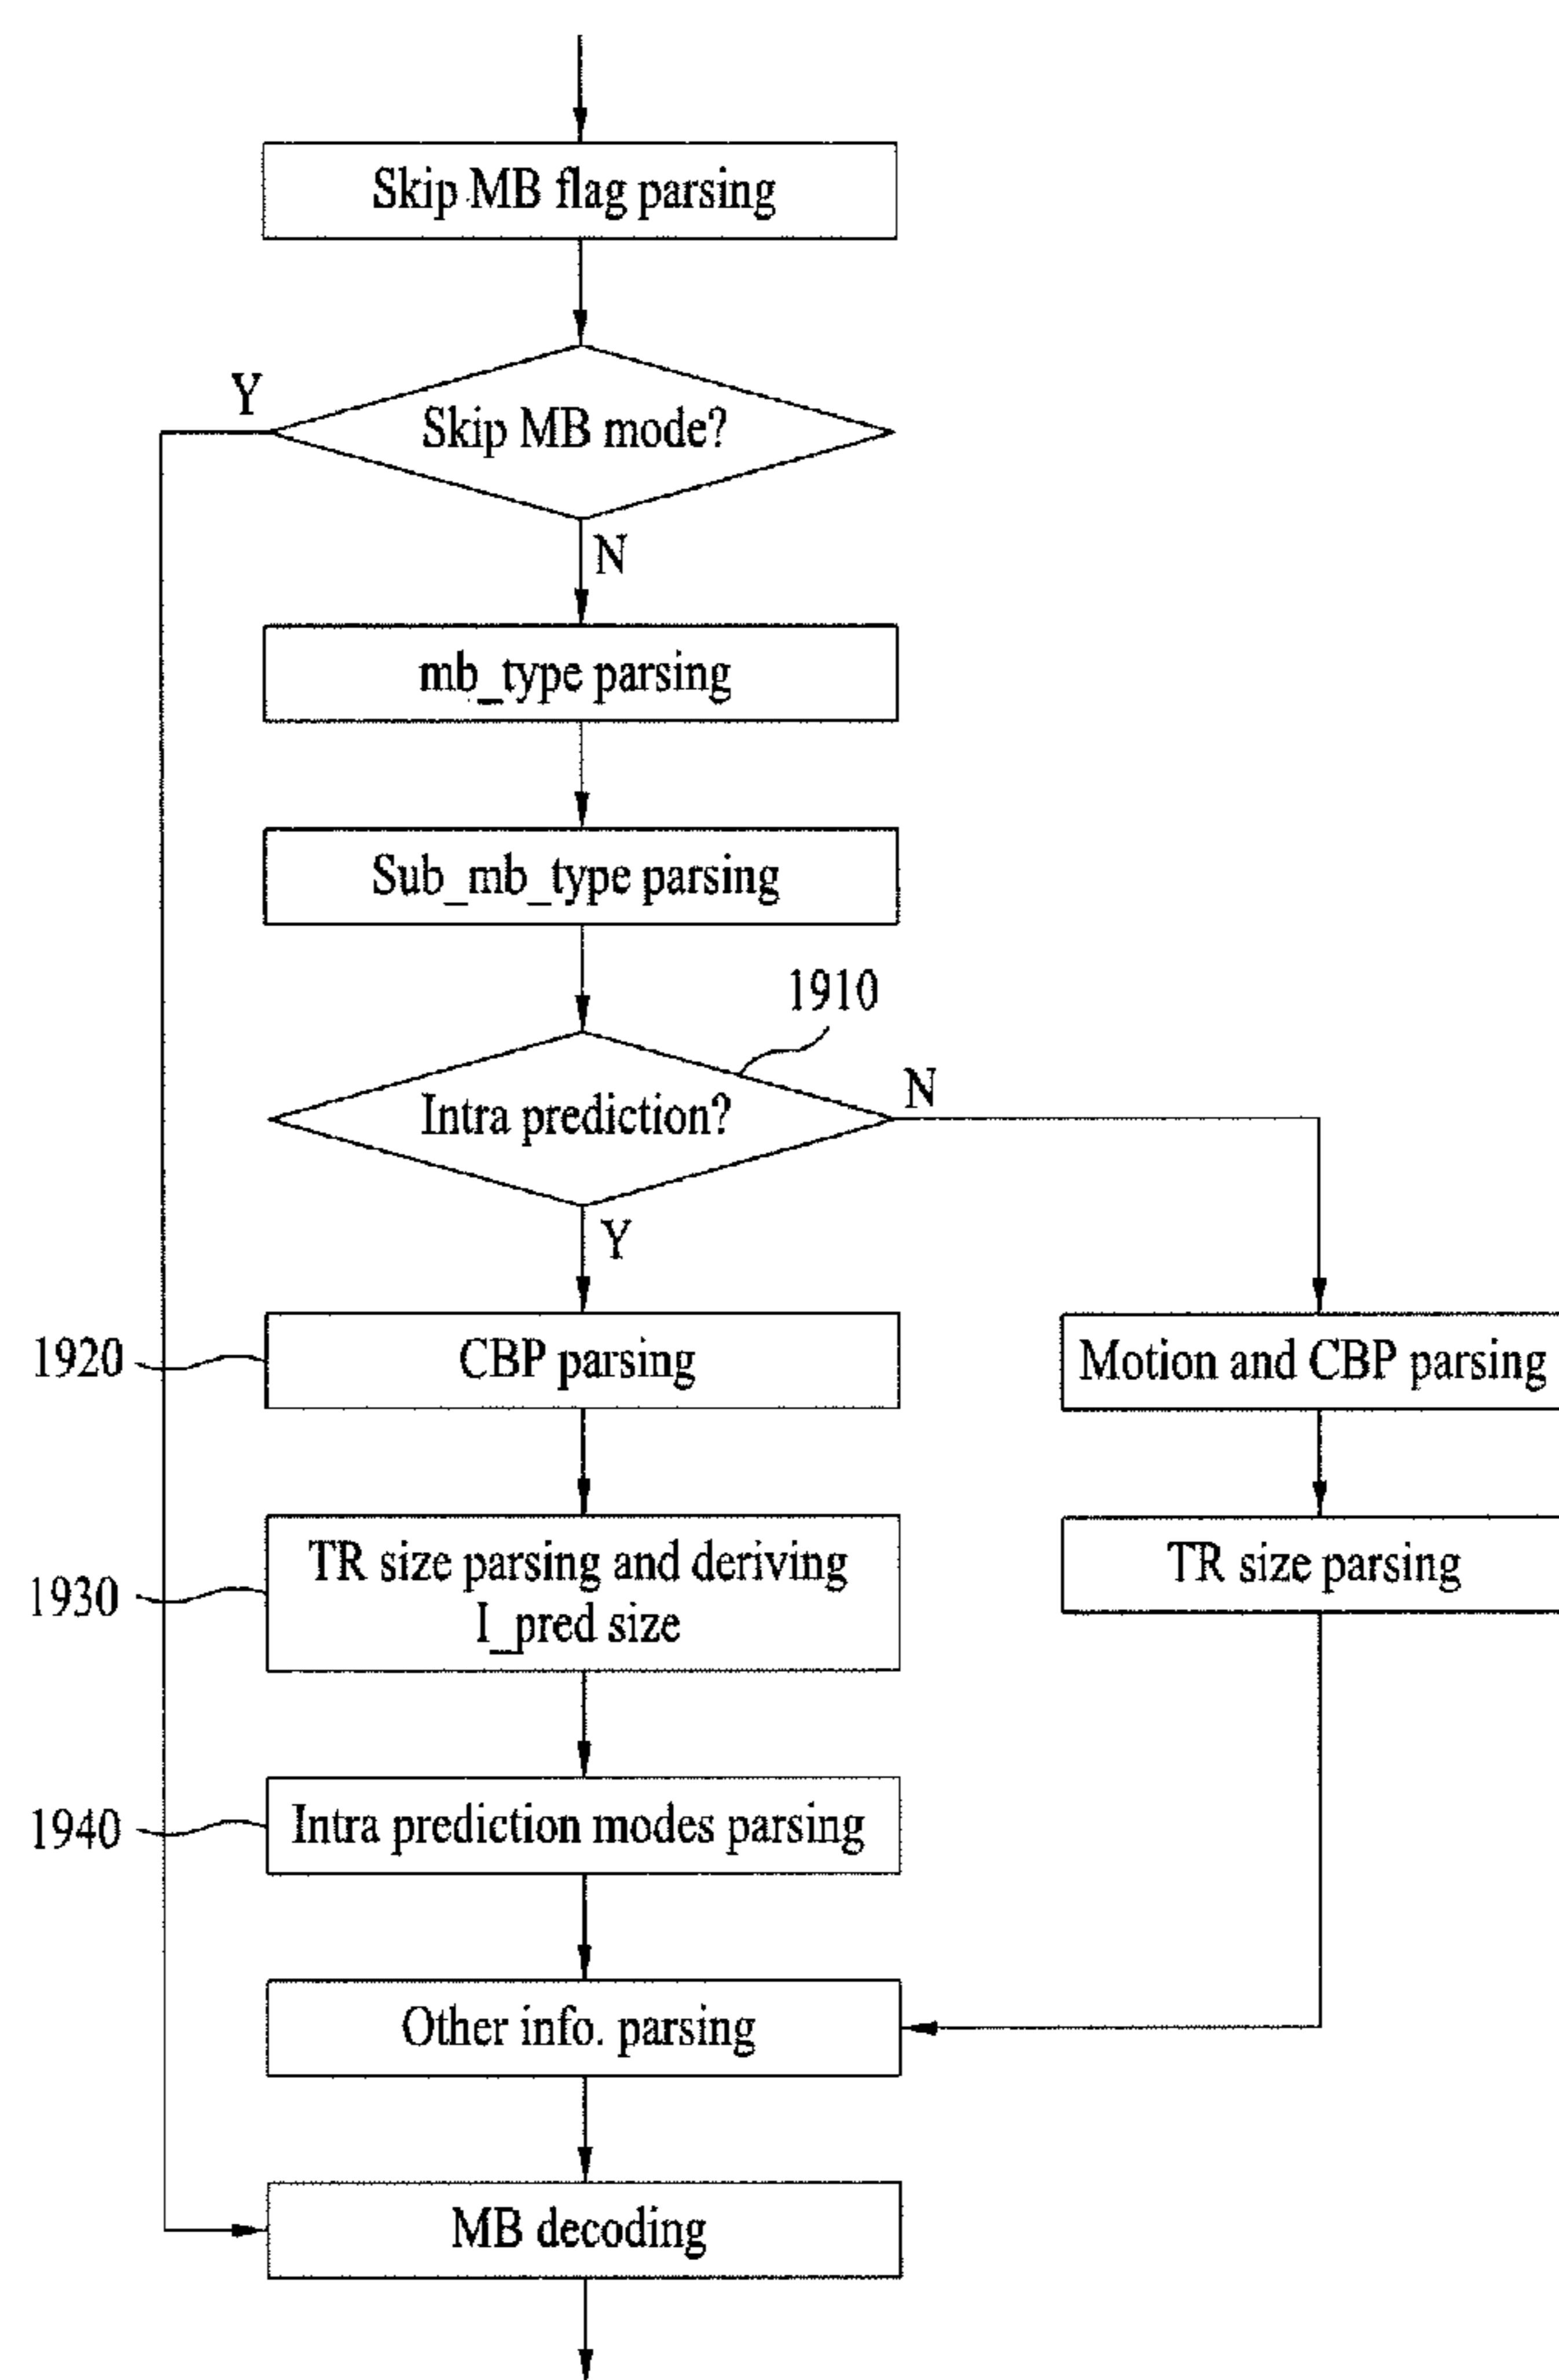 Skip MB flag parsing
Y
Skip MB mode?
N
mb_type parsing
Sub_mb_type parsing
1910
Intra prediction?
N
Y
1920
CBP parsing
Motion and CBP parsing
1930
TR size parsing and deriving
I_pred size
TR size parsing
1940
Intra prediction modes parsing
Other info. parsing
MB decoding